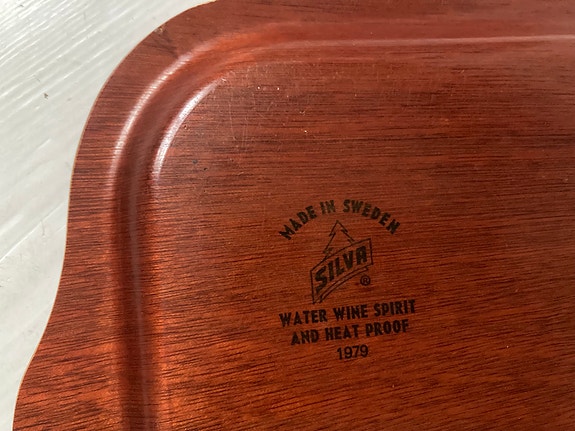 MADE IN SWEDEN
SILVA
®
WATER WINE SPIRIT
AND HEAT PROOF
1979